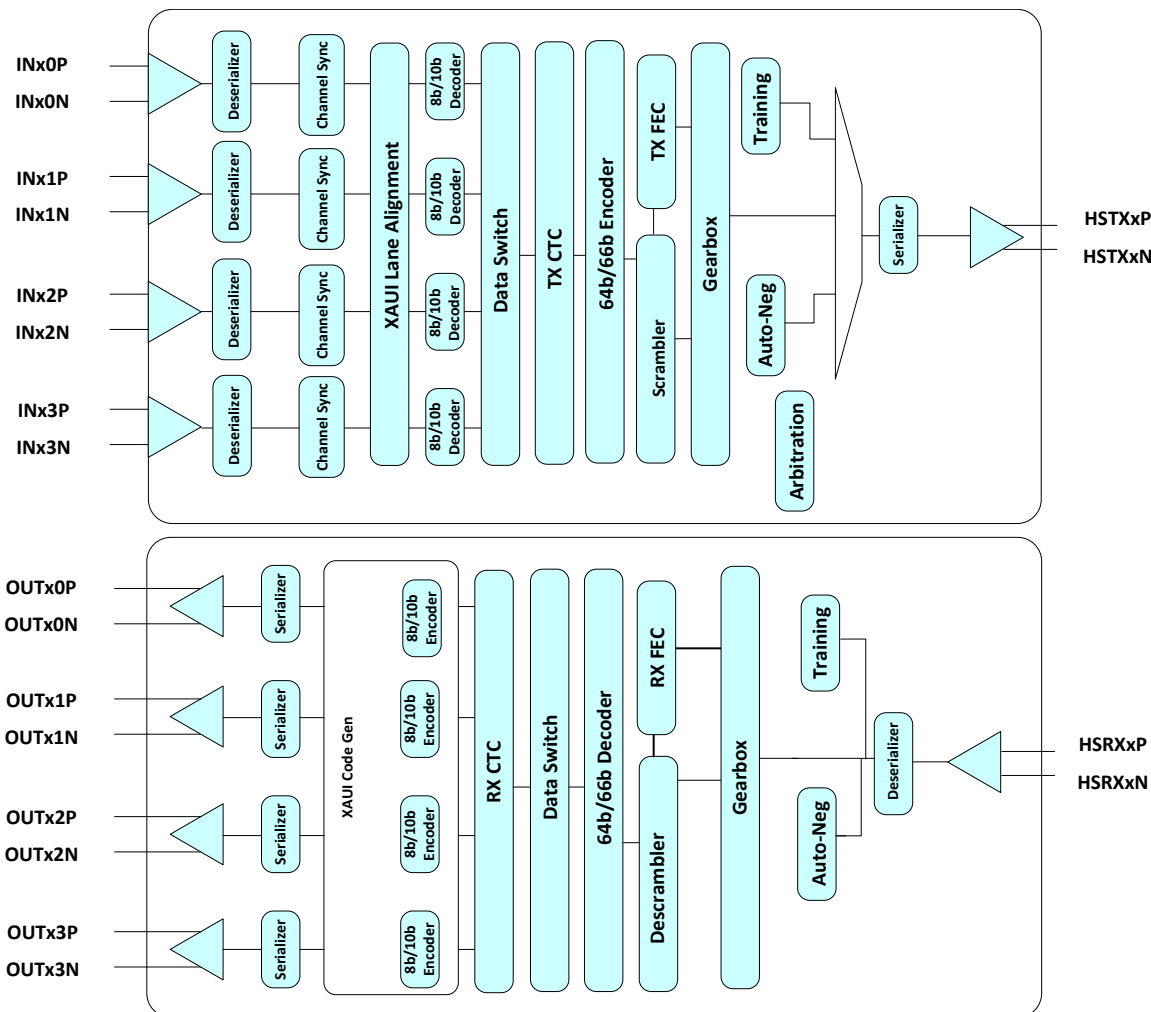 INx0P
INx0N
Deserializer
Channel Sync
8b/10b
Decoder
INx1P
INx1N
Deserializer
Channel Sync
8b/10b
Decoder
INx2P
INx2N
Deserializer
Channel Sync
8b/10b
Decoder
INx3P
INx3N
Deserializer
Channel Sync
8b/10b
Decoder
XAUI Lane Alignment
Data Switch
TX CTC
64b/66b Encoder
TX FEC
Scrambler
Gearbox
Training
Auto-Neg
Arbitration
Serializer
HSTXxP
HSTXxN
OUTx0P
OUTx0N
Serializer
8b/10b
Encoder
OUTx1P
OUTx1N
Serializer
8b/10b
Encoder
OUTx2P
OUTx2N
Serializer
8b/10b
Encoder
OUTx3P
OUTx3N
Serializer
8b/10b
Encoder
XAUI Code Gen
RX CTC
Data Switch
64b/66b Decoder
RX FEC
Descrambler
Gearbox
Training
Auto-Neg
Deserializer
HSRXxP
HSRXxN